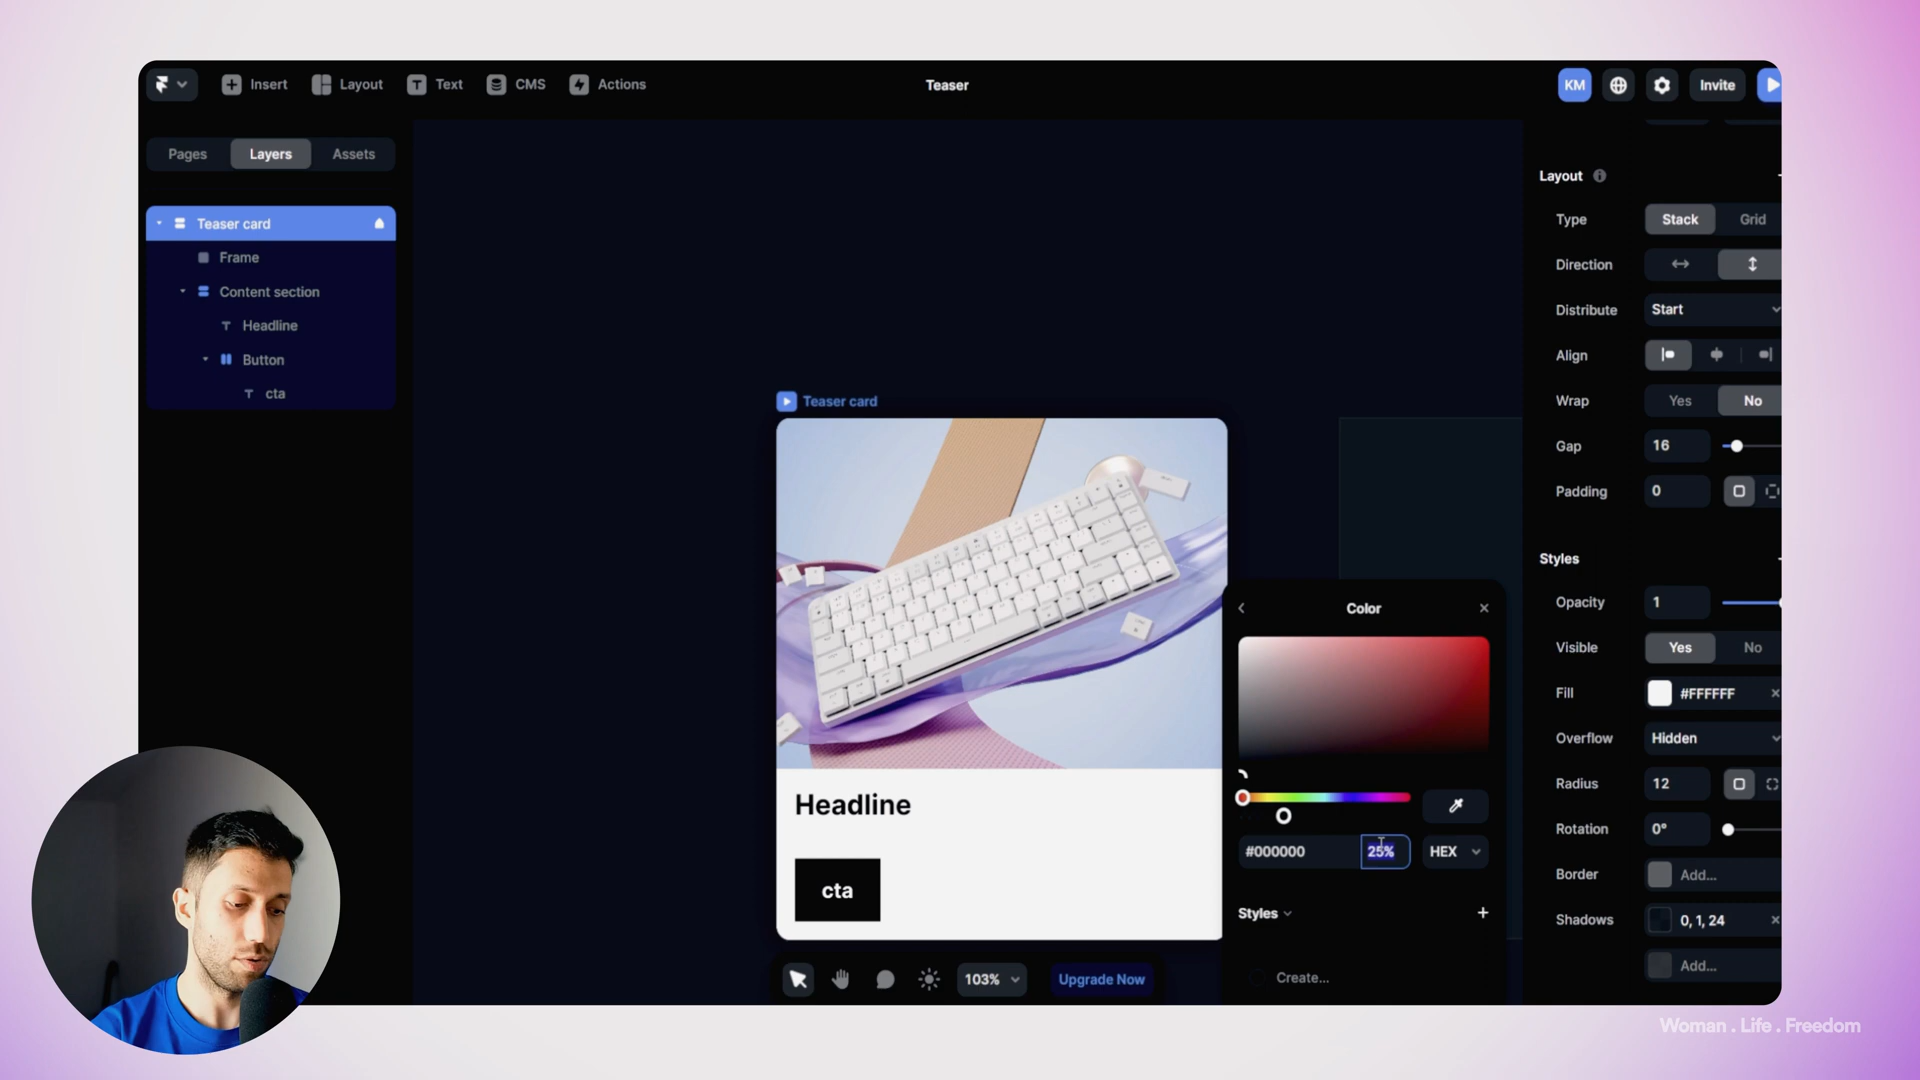 Insert
Layout
Text
CMS
Actions
Teaser
KM
Invite
Pages
Layers
Assets
Teaser card
Frame
Content section
Headline
Button
cta
Teaser card
Headline
cta
103%
Upgrade Now
Color
#000000
25%
HEX
Styles
Create...
Layout
Type
Stack
Grid
Direction
Distribute
Start
Align
Wrap
Yes
No
Gap
16
Padding
0
Styles
Opacity
1
Visible
Yes
No
Fill
#FFFFFF
Overflow
Hidden
Radius
12
Rotation
0°
Border
Add...
Shadows
0, 1, 24
Add...
Woman . Life . Freedom